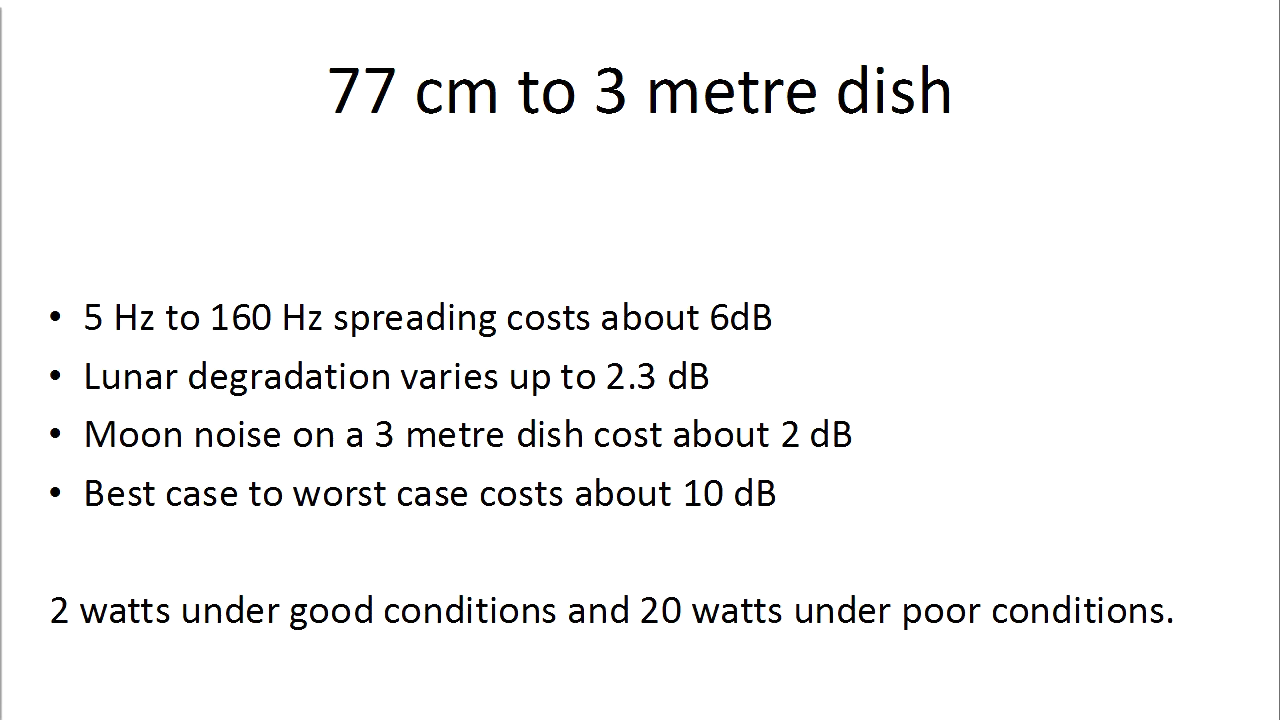 77 cm to 3 metre dish
• 5 Hz to 160 Hz spreading costs about 6dB
• Lunar degradation varies up to 2.3 dB
• Moon noise on a 3 metre dish cost about 2 dB
• Best case to worst case costs about 10 dB
2 watts under good conditions and 20 watts under poor conditions.